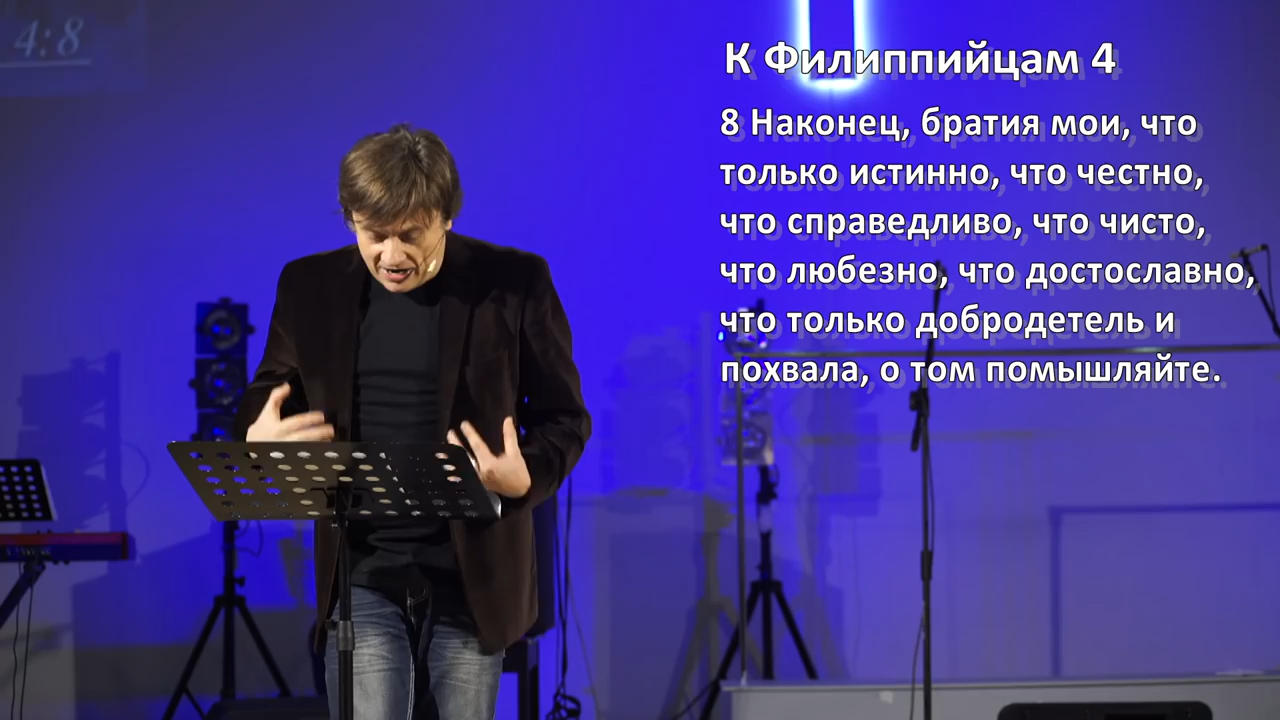 4:8
К Филиппийцам 4
8 Наконец, братия мои, что
только истинно, что честно,
что справедливо, что чисто,
что любезно, что достославно,
что только добродетель и
похвала, о том помышляйте.